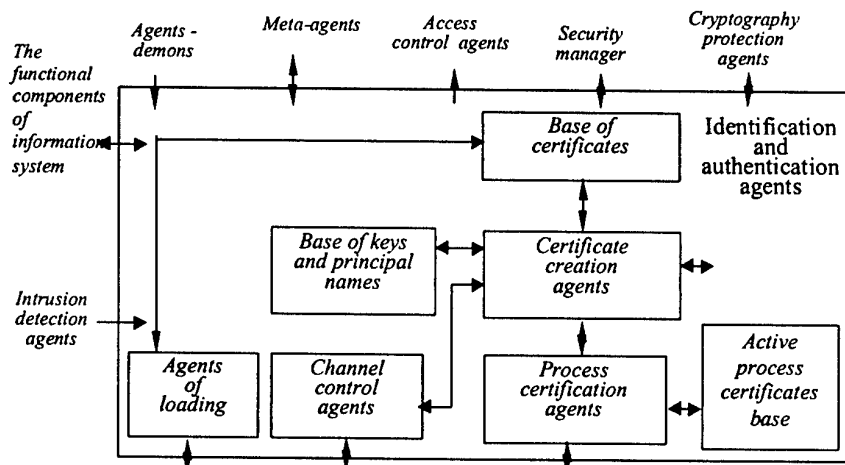 Agents -
demons
Meta-agents
Access
control agents
Security
manager
Cryptography
protection
agents
The
functional
components
of
information
system
Base of
certificates
Identification
and
authentication
agents
Base of keys
and principal
names
Certificate
creation
agents
Intrusion
detection
agents
Agents
of
loading
Channel
control
agents
Process
certification
agents
Active
process
certificates
base